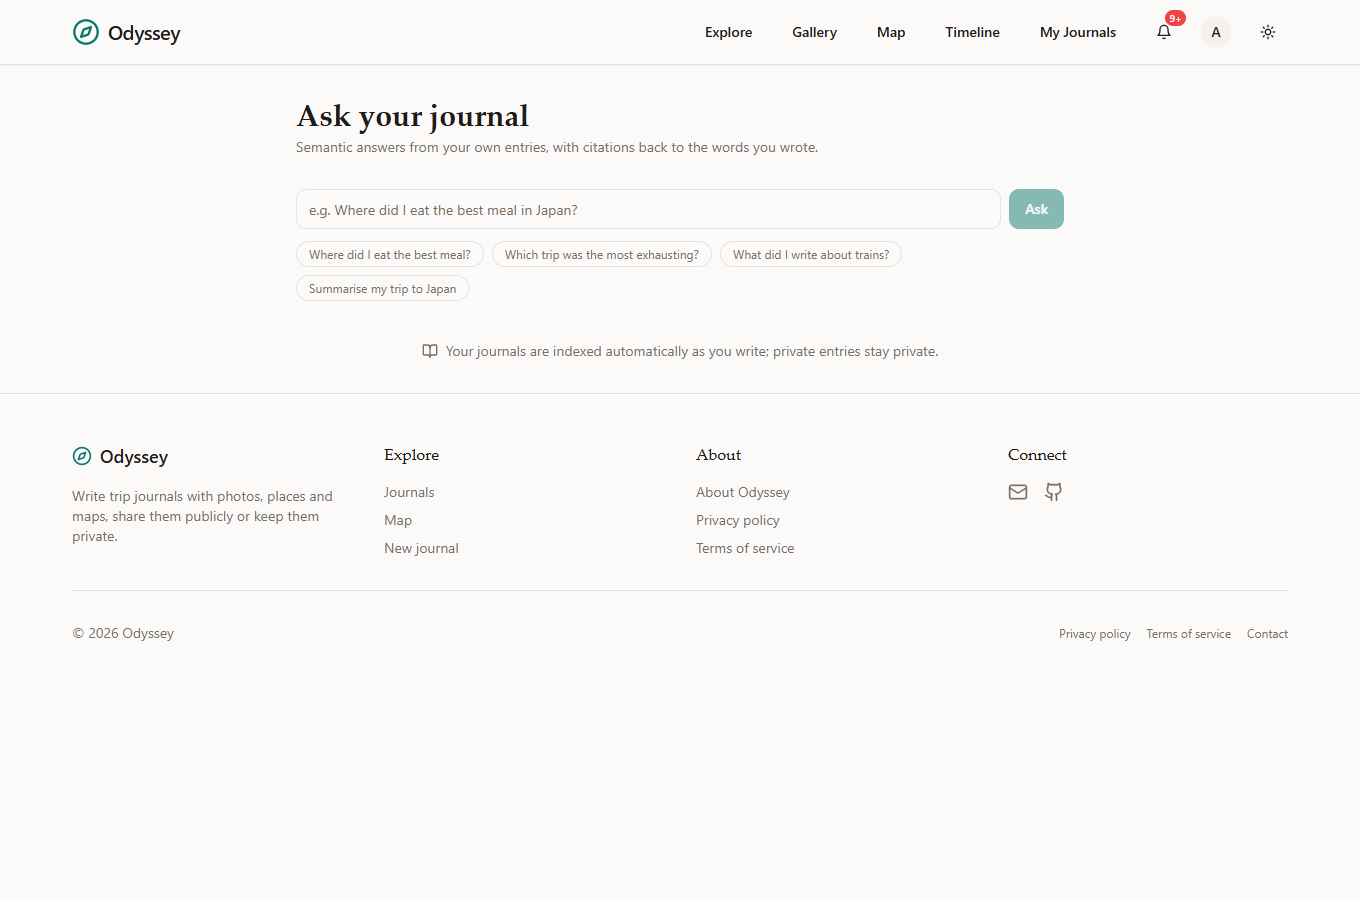 Odyssey
Explore
Gallery
Map
Timeline
My Journals
9+
A
Ask your journal
Semantic answers from your own entries, with citations back to the words you wrote.
e.g. Where did I eat the best meal in Japan?
Ask
Where did I eat the best meal?
Which trip was the most exhausting?
What did I write about trains?
Summarise my trip to Japan
Your journals are indexed automatically as you write; private entries stay private.
Odyssey
Write trip journals with photos, places and
maps, share them publicly or keep them
private.
Explore
Journals
Map
New journal
About
About Odyssey
Privacy policy
Terms of service
Connect
© 2026 Odyssey
Privacy policy
Terms of service
Contact